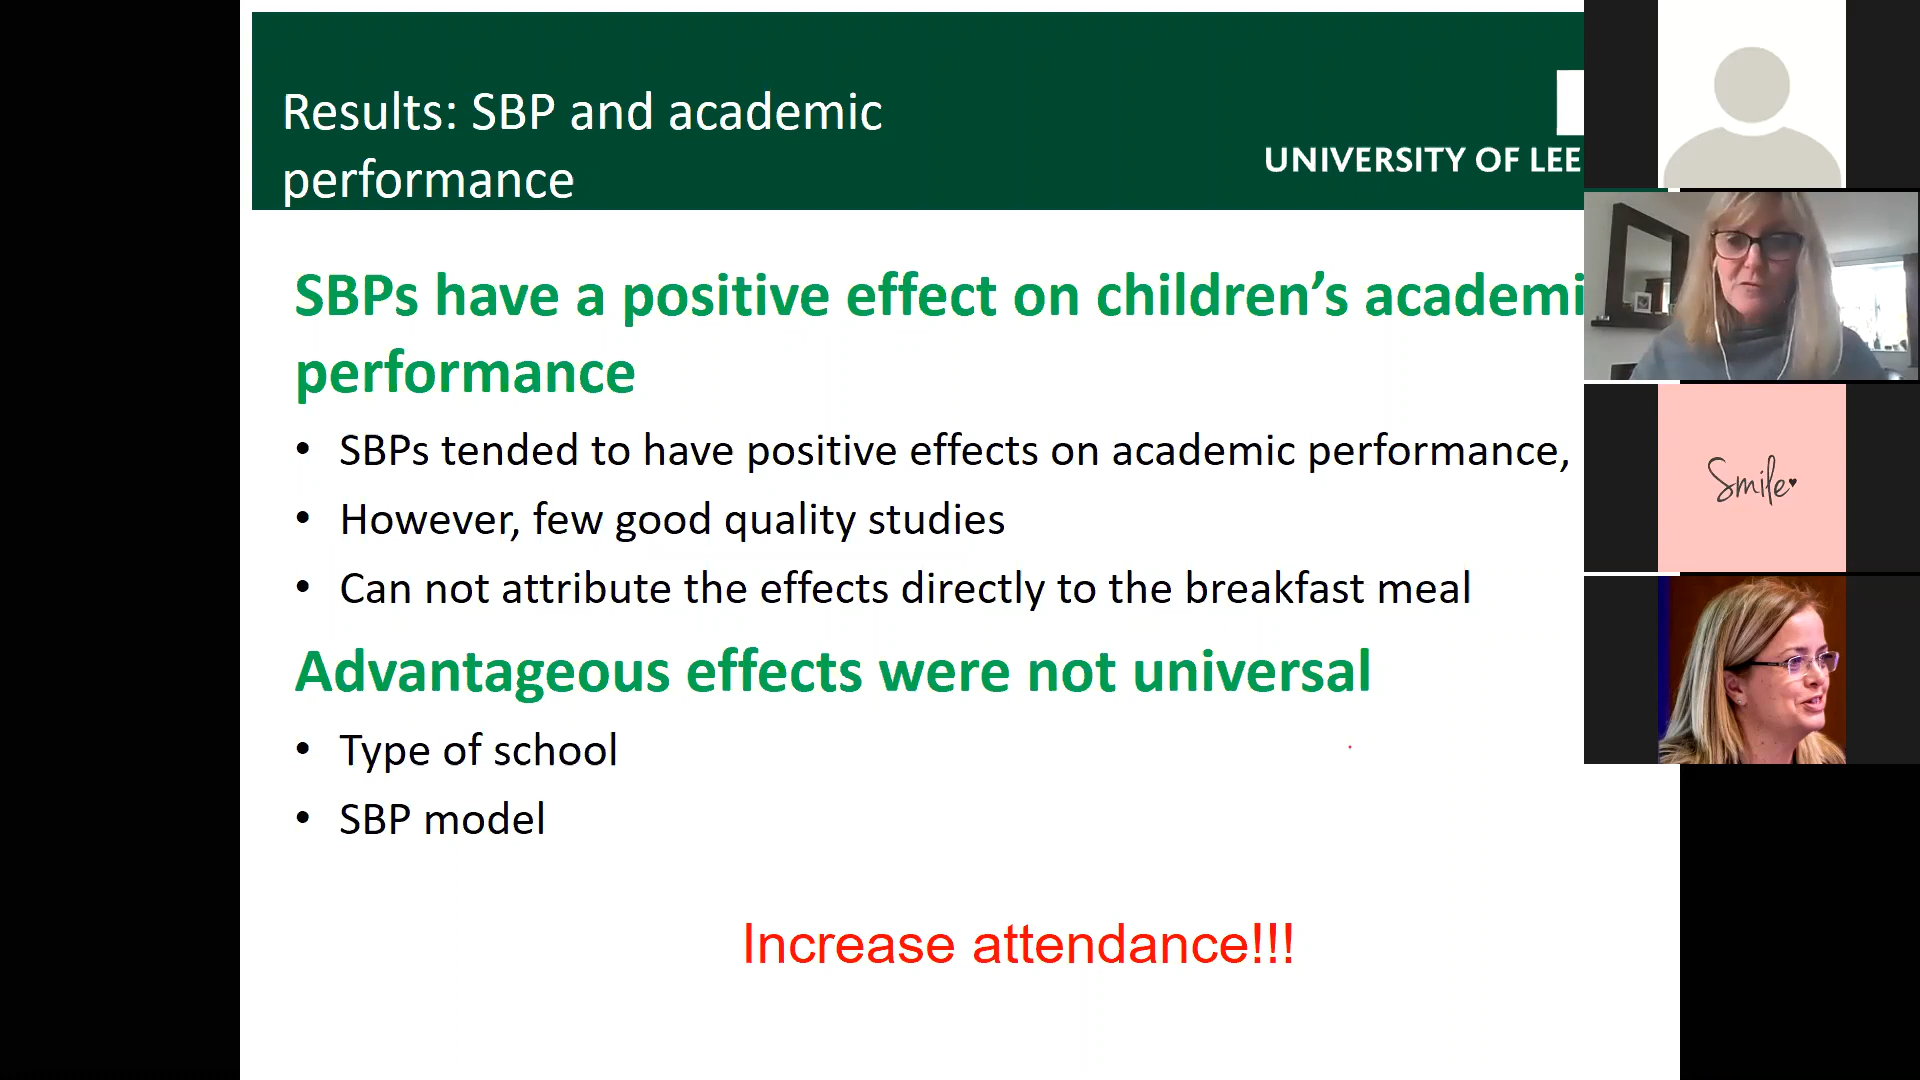 Results: SBP and academic
performance
UNIVERSITY OF LEE
SBPs have a positive effect on children’s academi
performance
• SBPs tended to have positive effects on academic performance,
• However, few good quality studies
• Can not attribute the effects directly to the breakfast meal
Advantageous effects were not universal
• Type of school
• SBP model
Increase attendance!!!
Smile